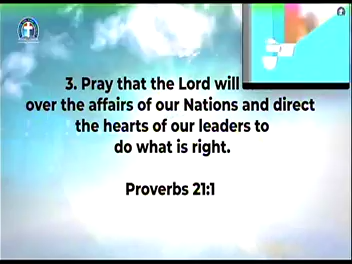 3. Pray that the Lord will
over the affairs of our Nations and direct
the hearts of our leaders to
do what is right.
Proverbs 21:1